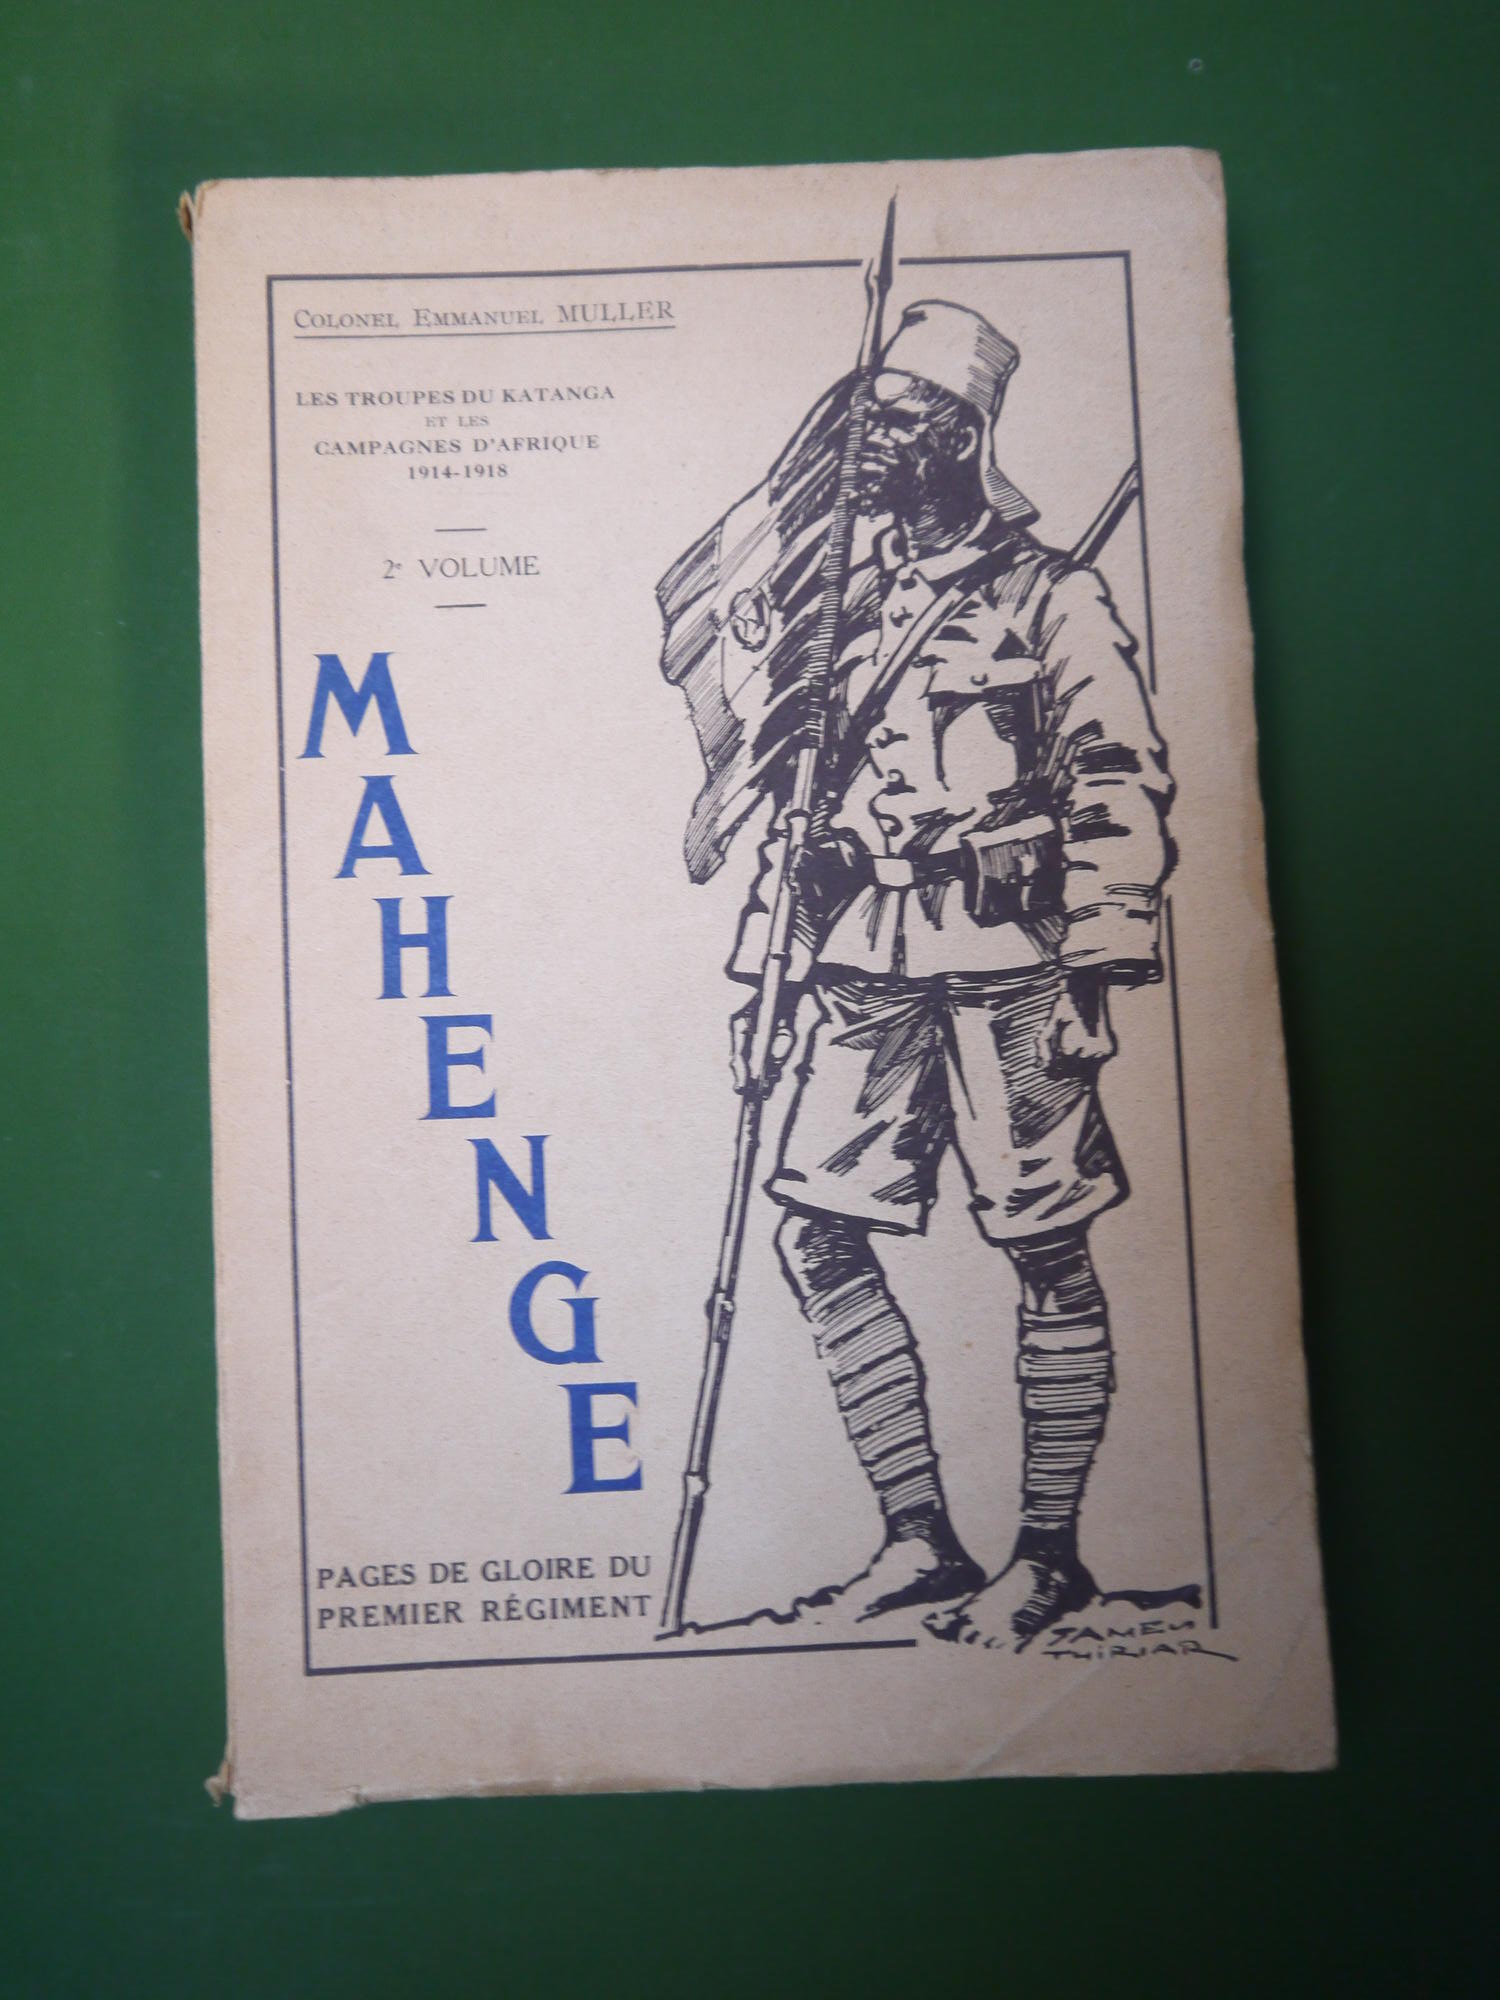 COLONEL EMMANUEL MULLER
LES TROUPES DU KATANGA
ET LES
CAMPAGNES D'AFRIQUE
1914-1918
2e VOLUME
MAHENGE
PAGES DE GLOIRE DU
PREMIER RÉGIMENT
JAMES
THIRIAR